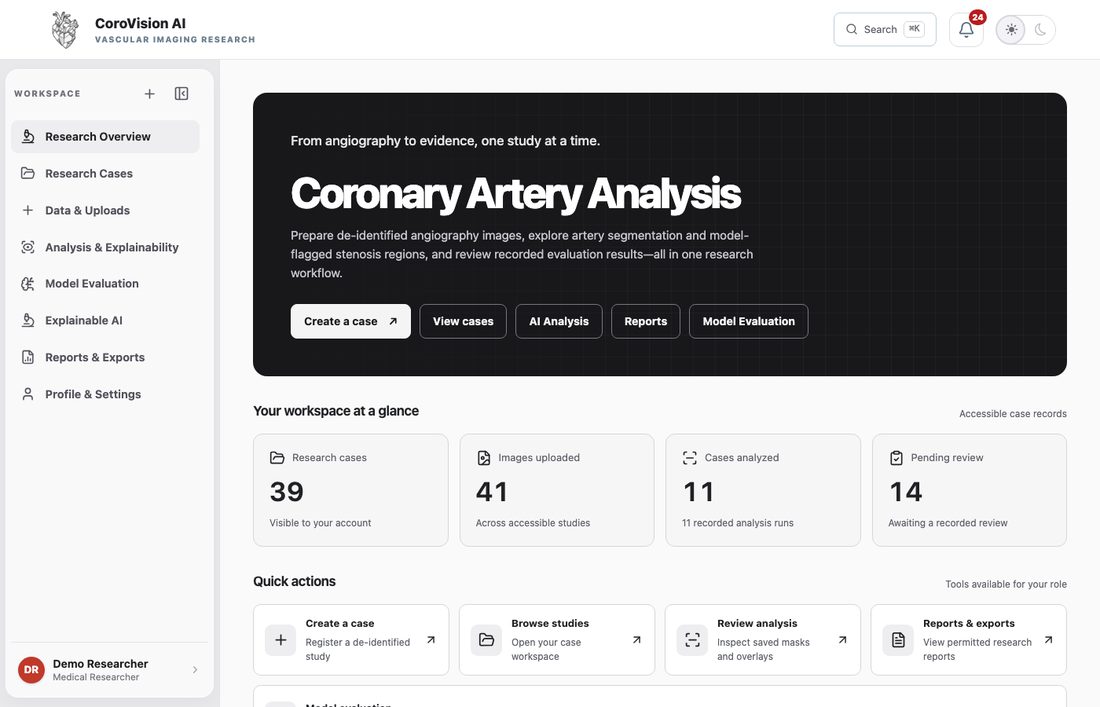 CoroVision AI
VASCULAR IMAGING RESEARCH
Search ⌘K
24
WORKSPACE
Research Overview
Research Cases
Data & Uploads
Analysis & Explainability
Model Evaluation
Explainable AI
Reports & Exports
Profile & Settings
DR
Demo Researcher
Medical Researcher
From angiography to evidence, one study at a time.
Coronary Artery Analysis
Prepare de-identified angiography images, explore artery segmentation and model-
flagged stenosis regions, and review recorded evaluation results—all in one research
workflow.
Create a case
View cases
AI Analysis
Reports
Model Evaluation
Your workspace at a glance
Accessible case records
Research cases
39
Visible to your account
Images uploaded
41
Across accessible studies
Cases analyzed
11
11 recorded analysis runs
Pending review
14
Awaiting a recorded review
Quick actions
Tools available for your role
Create a case
Register a de-identified
study
Browse studies
Open your case
workspace
Review analysis
Inspect saved masks
and overlays
Reports & exports
View permitted research
reports
Model evaluation